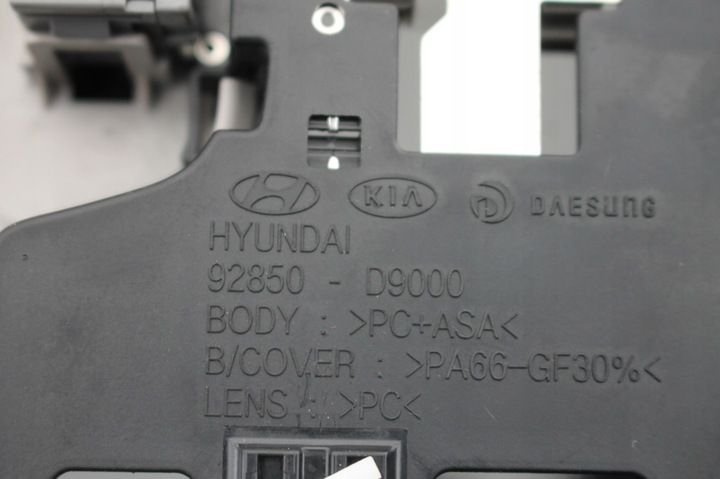 KIA DAESUNG
HYUNDAI
92850 - D9000
BODY : >PC+ASA<
B/COVER : >PA66-GF30%<
LENS : >PC<